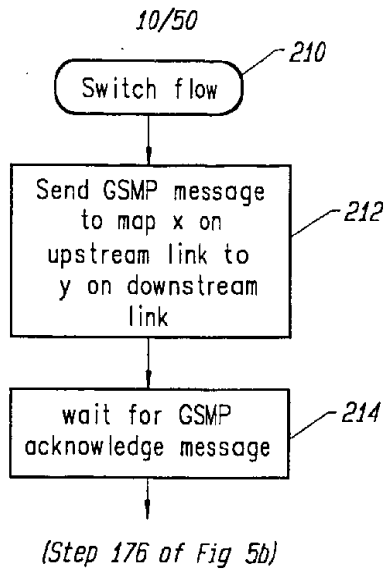 10/50
210
Switch flow
Send GSMP message
to map x on
upstream link to
y on downstream
link
212
wait for GSMP
acknowledge message
214
(Step 176 of Fig 5b)